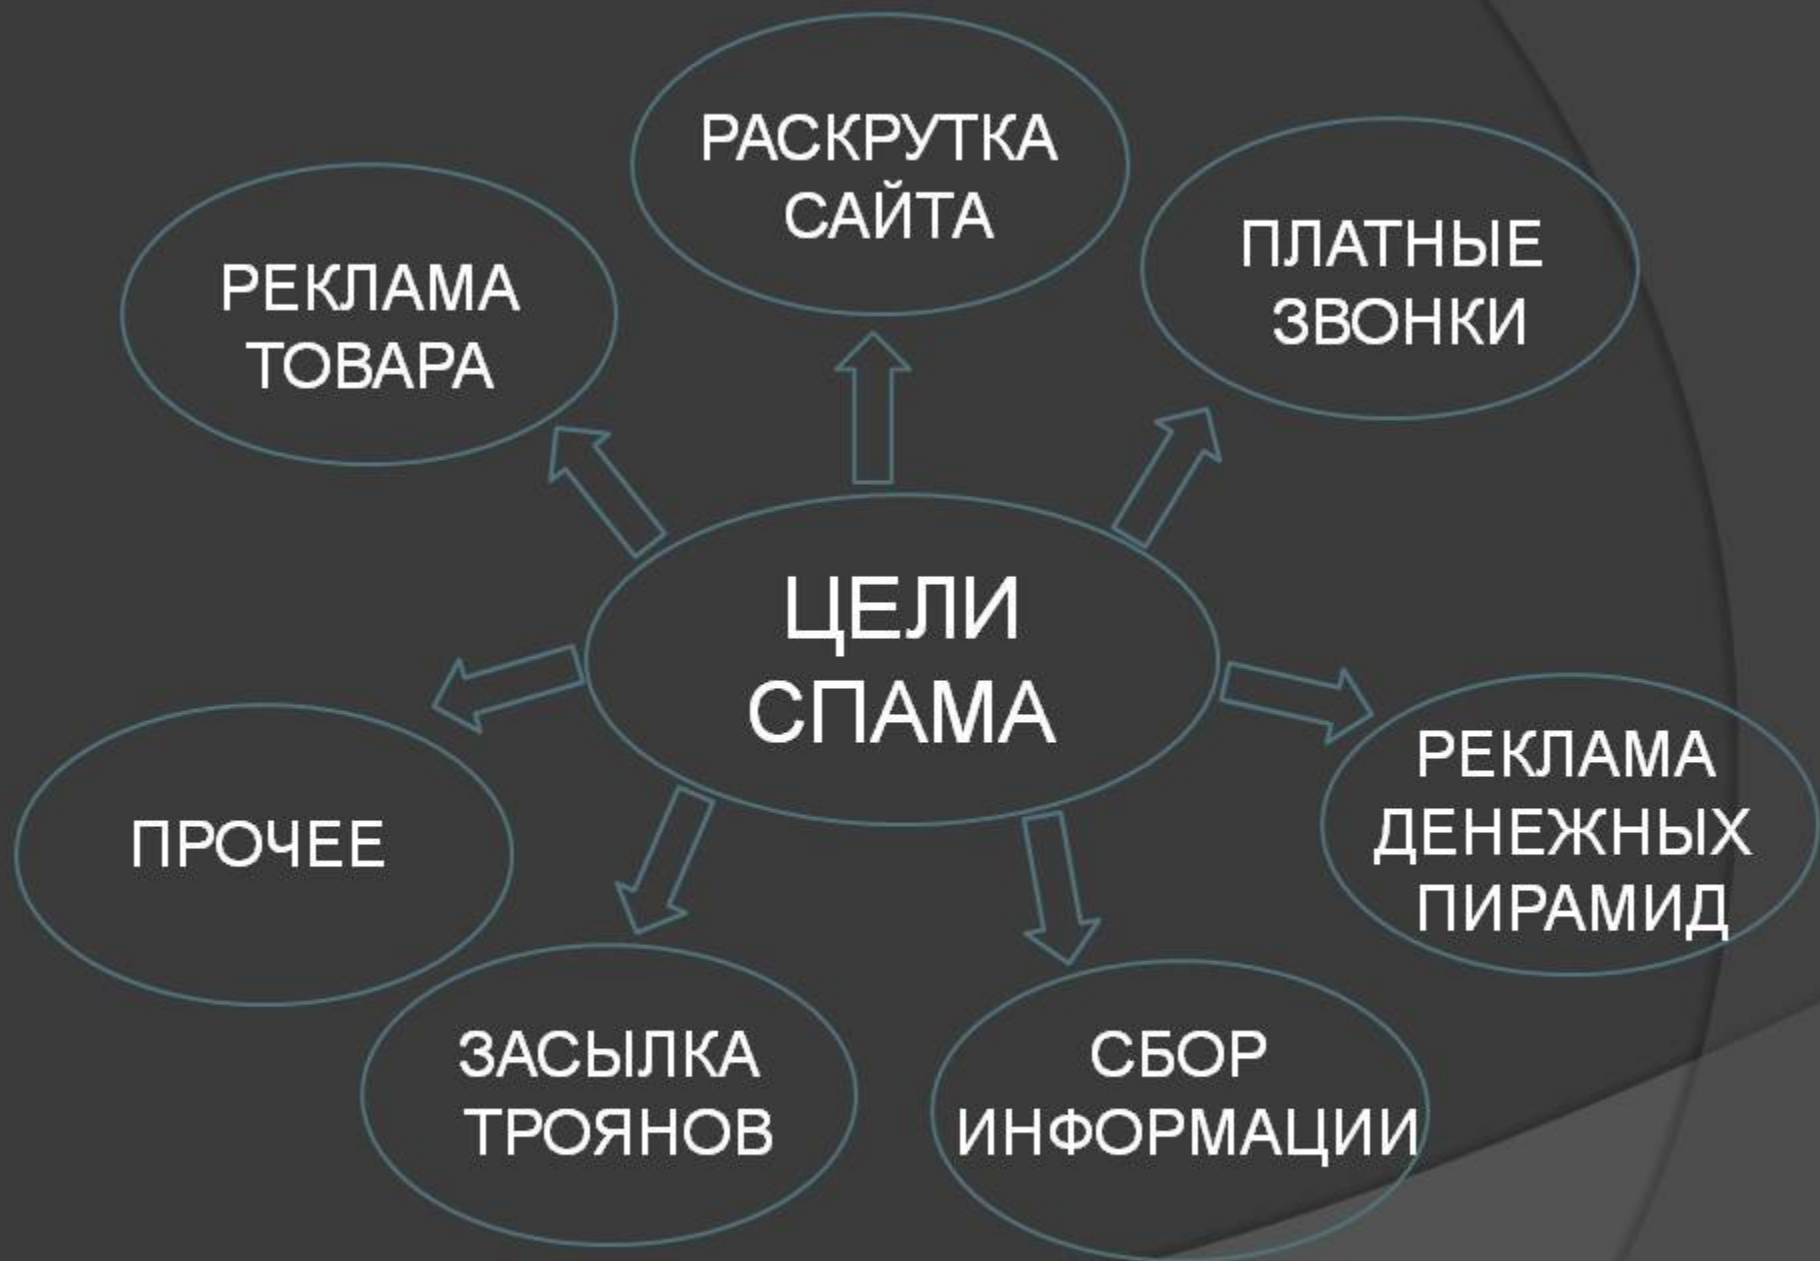 РАСКРУТКА
САЙТА
ПЛАТНЫЕ
ЗВОНКИ
РЕКЛАМА
ТОВАРА
ЦЕЛИ
СПАМА
РЕКЛАМА
ДЕНЕЖНЫХ
ПИРАМИД
ПРОЧЕЕ
ЗАСЫЛКА
ТРОЯНОВ
СБОР
ИНФОРМАЦИИ